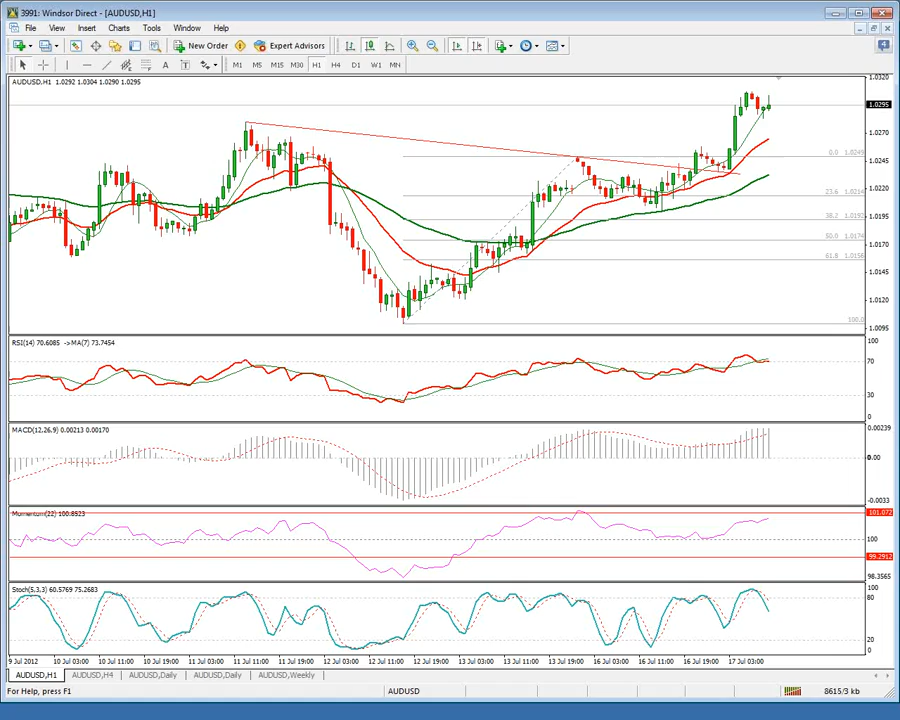 3991: Windsor Direct - [AUDUSD,H1]
File View Insert Charts Tools Window Help
New Order Expert Advisors
A T M1 M5 M15 M30 H1 H4 D1 W1 MN
AUDUSD,H1 1.0292 1.0304 1.0290 1.0295
1.0320
1.0295
1.0270
0.0 1.0249
1.0245
23.6 1.0214
1.0220
38.2 1.0192
1.0195
50.0 1.0174
1.0170
61.8 1.0156
1.0145
1.0120
100.0
1.0095
RSI(14) 70.6085 ->MA(7) 73.7454
100
70
30
0
MACD(12,26,9) 0.00213 0.00170
0.00239
0.00
-0.0033
Momentum(22) 100.8523
101.072
100
99.2912
98.3565
Stoch(5,3,3) 60.5769 75.2683
100
80
20
0
9 Jul 2012 10 Jul 03:00 10 Jul 11:00 10 Jul 19:00 11 Jul 03:00 11 Jul 11:00 11 Jul 19:00 12 Jul 03:00 12 Jul 11:00 12 Jul 19:00 13 Jul 03:00 13 Jul 11:00 13 Jul 19:00 16 Jul 03:00 16 Jul 11:00 16 Jul 19:00 17 Jul 03:00
AUDUSD,H1 AUDUSD,H4 AUDUSD,Daily AUDUSD,Daily AUDUSD,Weekly
For Help, press F1 AUDUSD 8615/3 kb